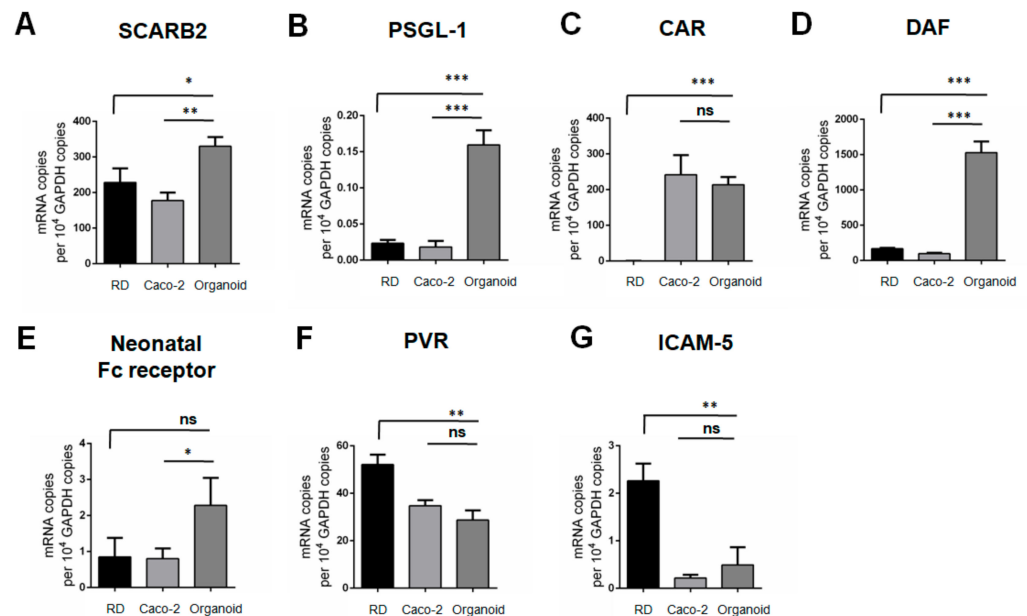 A SCARB2
*
**
mRNA copies
per 10⁴ GAPDH copies
400
300
200
100
0
RD Caco-2 Organoid
B PSGL-1
***
***
mRNA copies
per 10⁴ GAPDH copies
0.20
0.15
0.10
0.05
0.00
RD Caco-2 Organoid
C CAR
***
ns
mRNA copies
per 10⁴ GAPDH copies
400
300
200
100
0
RD Caco-2 Organoid
D DAF
***
***
mRNA copies
per 10⁴ GAPDH copies
2000
1500
1000
500
0
RD Caco-2 Organoid
E Neonatal
Fc receptor
ns
*
mRNA copies
per 10⁴ GAPDH copies
4
3
2
1
0
RD Caco-2 Organoid
F PVR
**
ns
mRNA copies
per 10⁴ GAPDH copies
60
40
20
0
RD Caco-2 Organoid
G ICAM-5
**
ns
mRNA copies
per 10⁴ GAPDH copies
3
2
1
0
RD Caco-2 Organoid